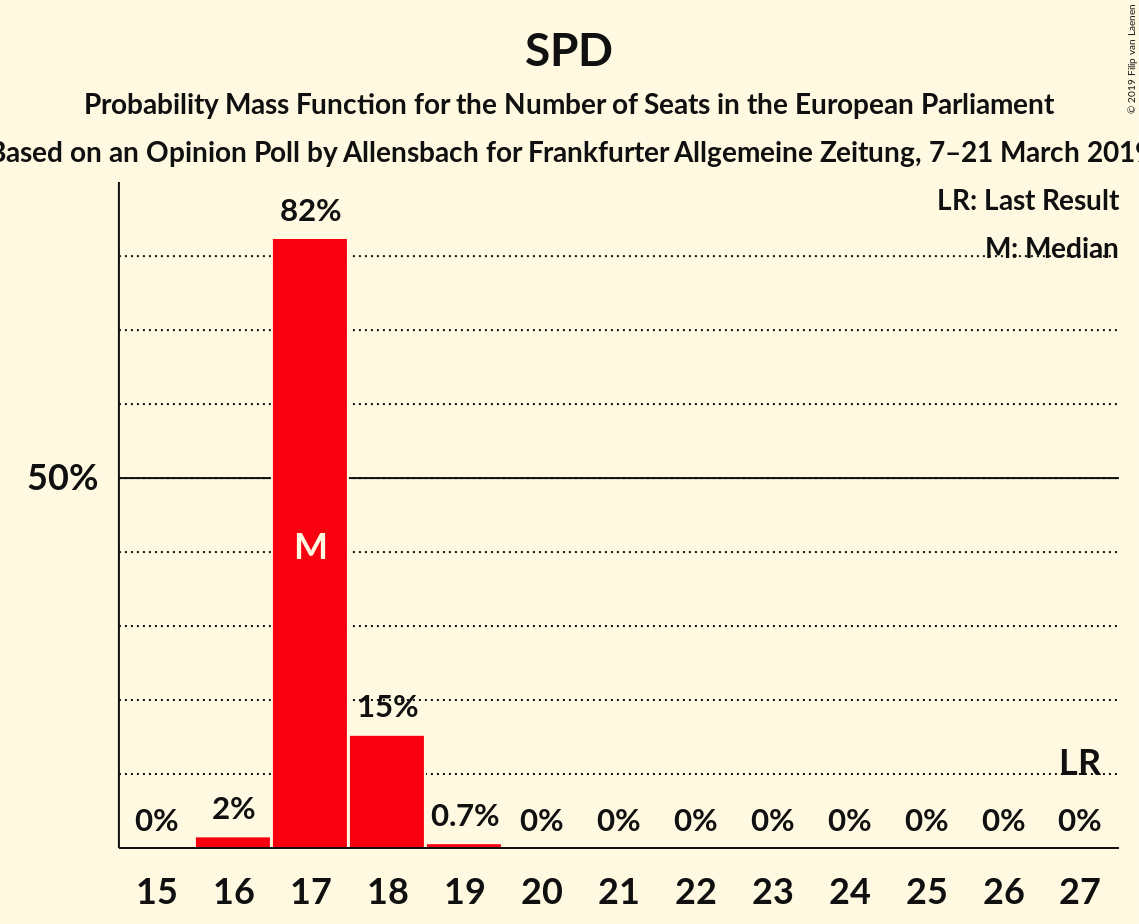 SPD
Probability Mass Function for the Number of Seats in the European Parliament
Based on an Opinion Poll by Allensbach for Frankfurter Allgemeine Zeitung, 7–21 March 2019
© 2019 Filip van Laenen
LR: Last Result
M: Median
82%
50%
M
15%
LR
0% 2% 0.7% 0% 0% 0% 0% 0% 0% 0% 0%
15 16 17 18 19 20 21 22 23 24 25 26 27